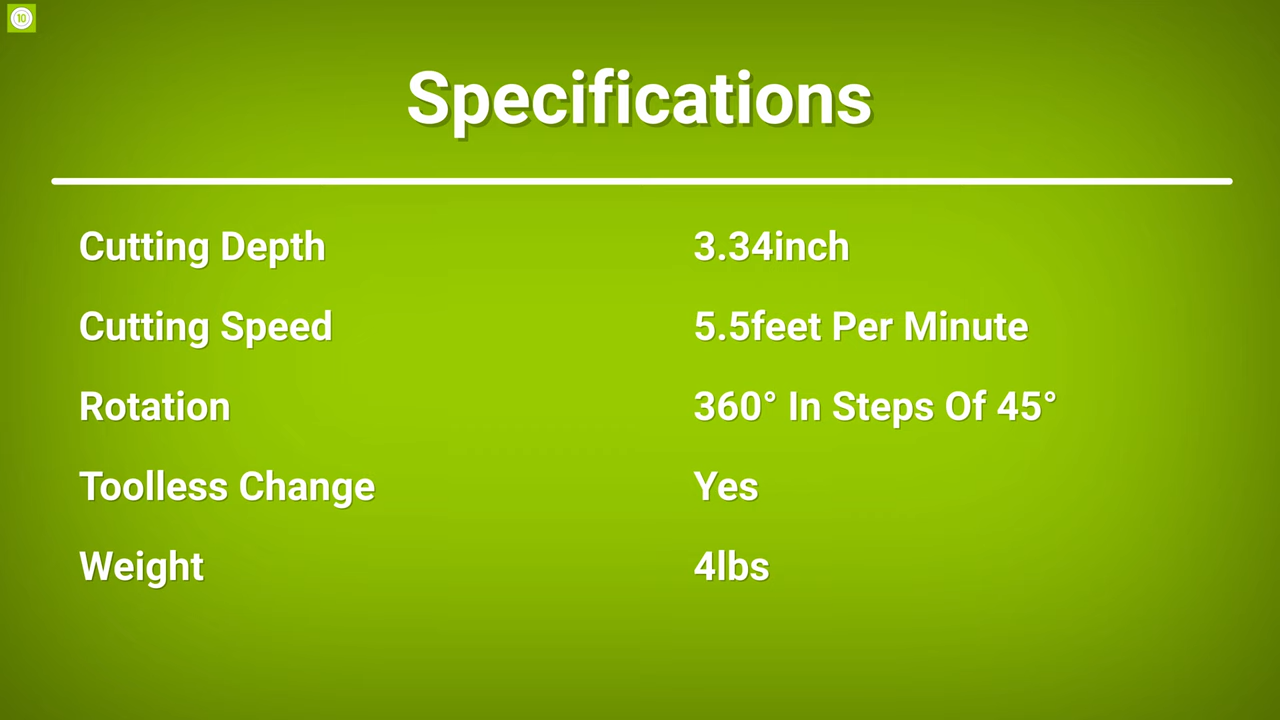 10
Specifications
Cutting Depth 3.34inch
Cutting Speed 5.5feet Per Minute
Rotation 360° In Steps Of 45°
Toolless Change Yes
Weight 4lbs